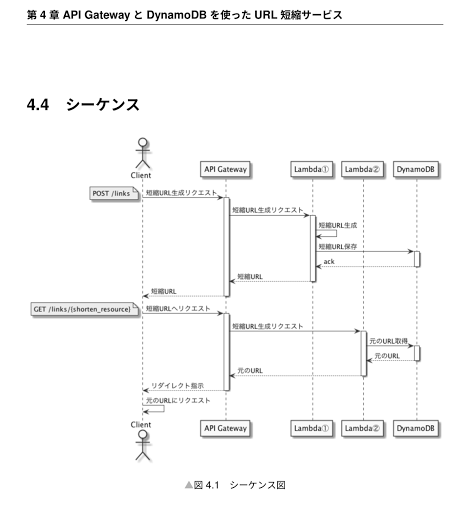 第 4 章 API Gateway と DynamoDB を使った URL 短縮サービス
4.4 シーケンス
Client
API Gateway
Lambda①
Lambda②
DynamoDB
POST /links
短縮URL生成リクエスト
短縮URL生成リクエスト
短縮URL生成
短縮URL保存
ack
短縮URL
短縮URL
GET /links/{shorten_resource}
短縮URLへリクエスト
短縮URL生成リクエスト
元のURL取得
元のURL
元のURL
リダイレクト指示
元のURLにリクエスト
Client
API Gateway
Lambda①
Lambda②
DynamoDB
▲図 4.1 シーケンス図